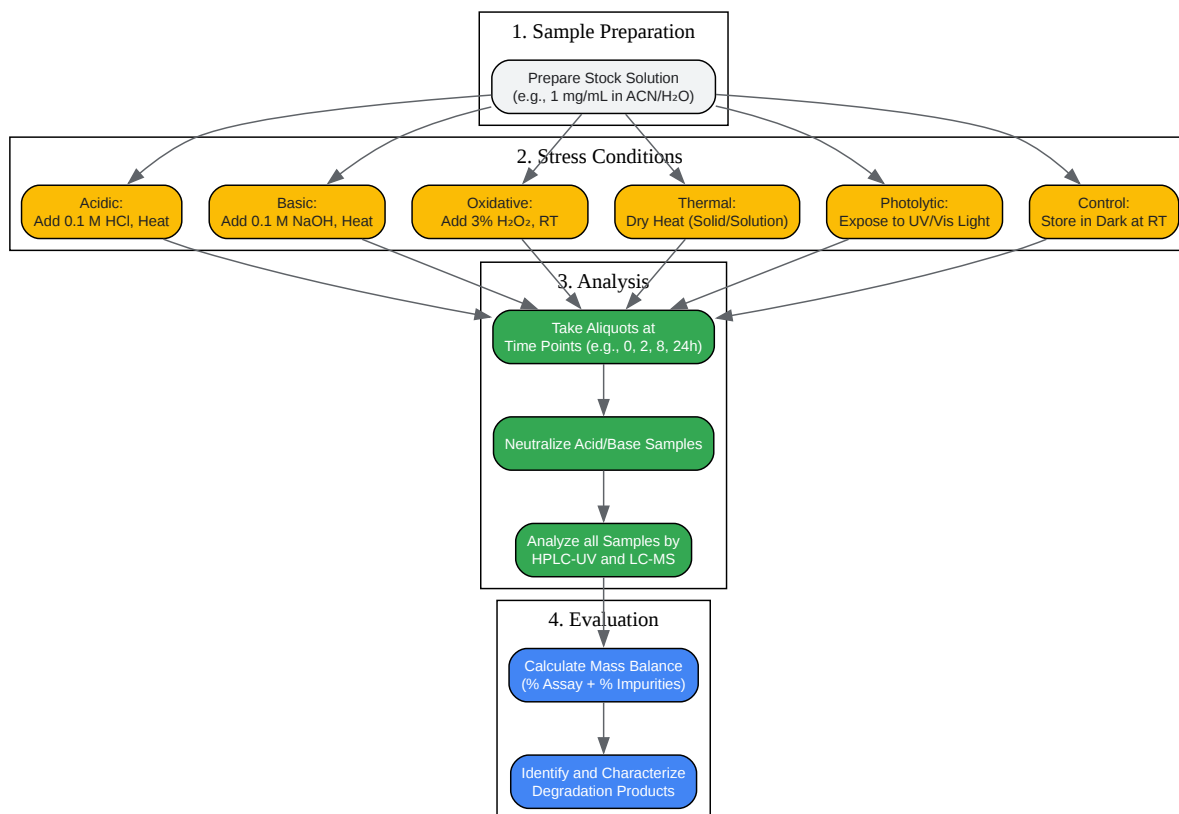 1. Sample Preparation
Prepare Stock Solution
(e.g., 1 mg/mL in ACN/H₂O)
2. Stress Conditions
Acidic:
Add 0.1 M HCl, Heat
Basic:
Add 0.1 M NaOH, Heat
Oxidative:
Add 3% H₂O₂, RT
Thermal:
Dry Heat (Solid/Solution)
Photolytic:
Expose to UV/Vis Light
Control:
Store in Dark at RT
3. Analysis
Take Aliquots at
Time Points (e.g., 0, 2, 8, 24h)
Neutralize Acid/Base Samples
Analyze all Samples by
HPLC-UV and LC-MS
4. Evaluation
Calculate Mass Balance
(% Assay + % Impurities)
Identify and Characterize
Degradation Products